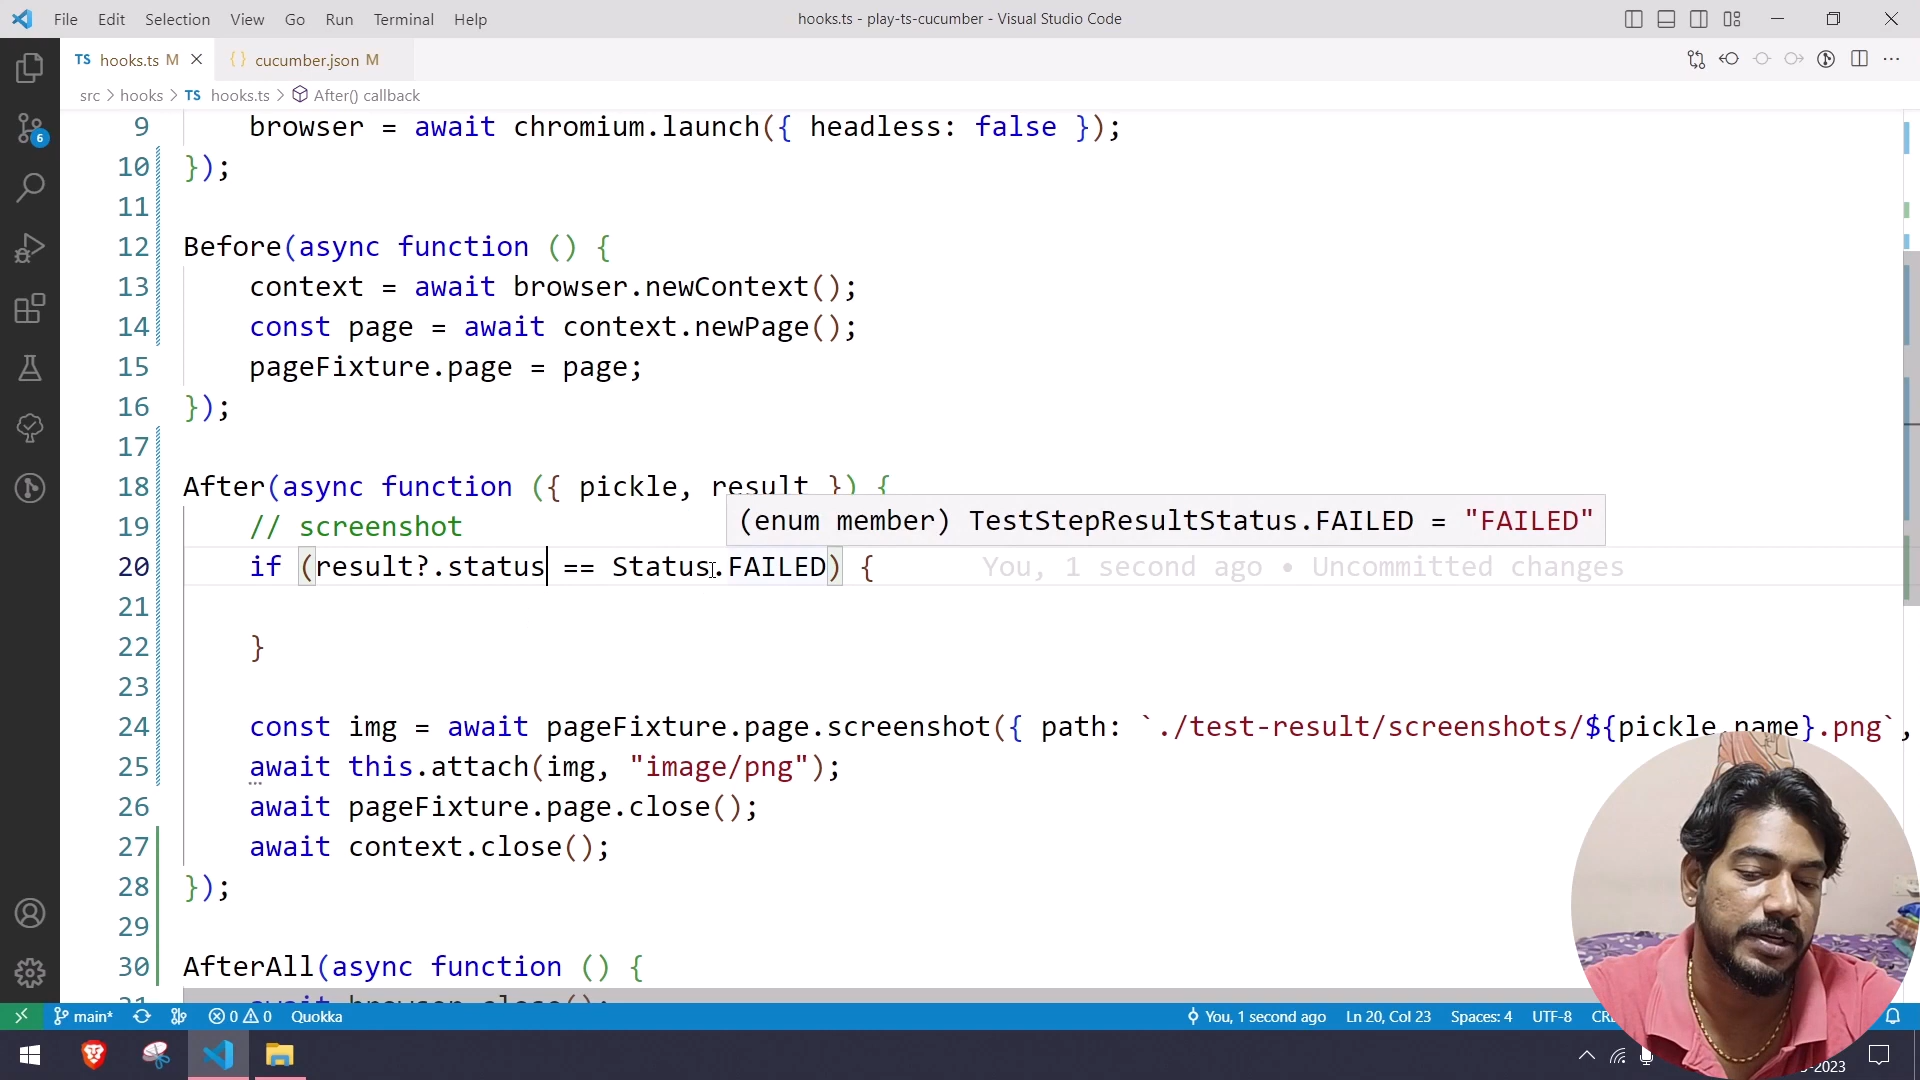 File Edit Selection View Go Run Terminal Help
hooks.ts - play-ts-cucumber - Visual Studio Code
TS hooks.ts M
{} cucumber.json M
src > hooks > TS hooks.ts > After() callback
6
9 browser = await chromium.launch({ headless: false });
10 });
11
12 Before(async function () {
13 context = await browser.newContext();
14 const page = await context.newPage();
15 pageFixture.page = page;
16 });
17
18 After(async function ({ pickle, result }) {
(enum member) TestStepResultStatus.FAILED = "FAILED"
19 // screenshot
20 if (result?.status == Status.FAILED) { You, 1 second ago • Uncommitted changes
21
22 }
23
24 const img = await pageFixture.page.screenshot({ path: `./test-result/screenshots/${pickle.name}.png`,
25 await this.attach(img, "image/png");
26 await pageFixture.page.close();
27 await context.close();
28 });
29
30 AfterAll(async function () {
31 await browser.close();
main* 0 0 Quokka You, 1 second ago Ln 20, Col 23 Spaces: 4 UTF-8
-2023